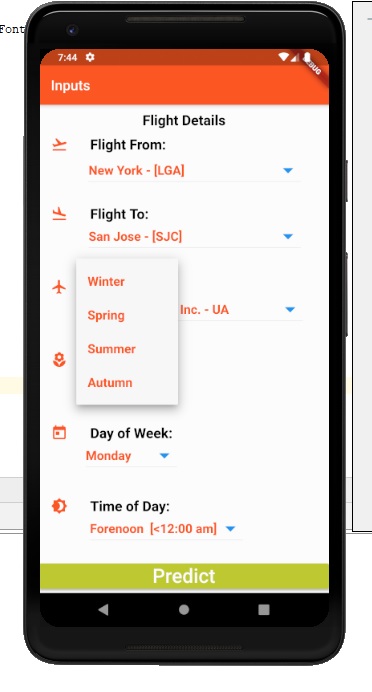 Font
7:44
BUG
Inputs
Flight Details
Flight From:
New York - [LGA]
Flight To:
San Jose - [SJC]
Winter
Spring
Inc. - UA
Summer
Autumn
Day of Week:
Monday
Time of Day:
Forenoon [<12:00 am]
Predict